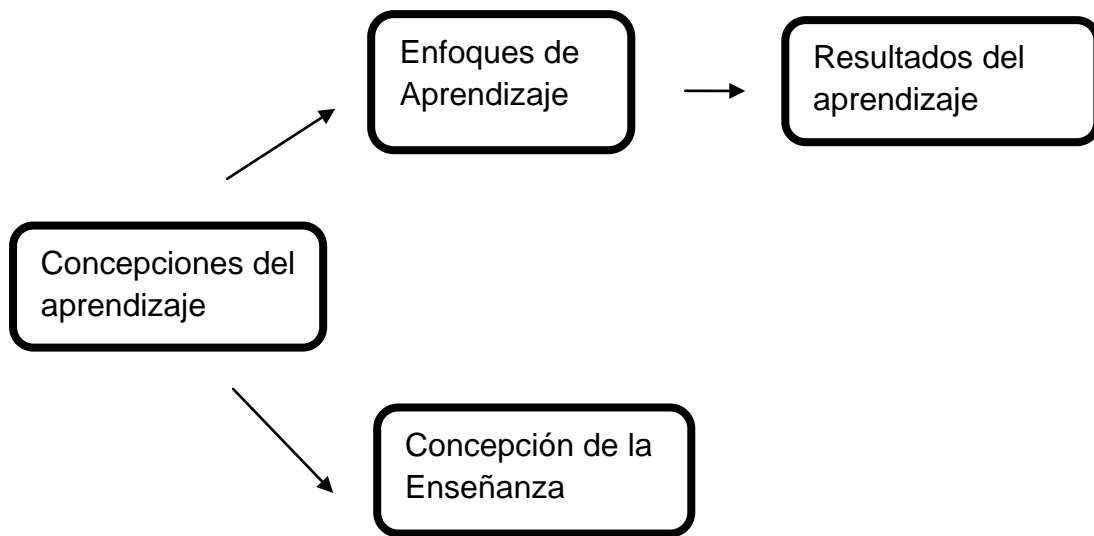 Enfoques de
Aprendizaje
Resultados del
aprendizaje
Concepciones del
aprendizaje
Concepción de la
Enseñanza